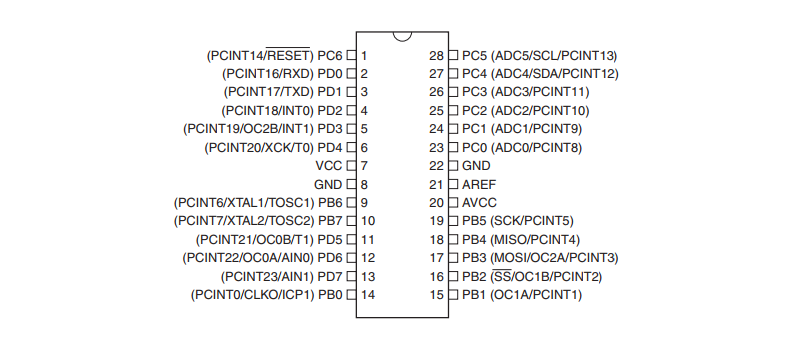 (PCINT14/RESET) PC6 1 28 PC5 (ADC5/SCL/PCINT13)
(PCINT16/RXD) PD0 2 27 PC4 (ADC4/SDA/PCINT12)
(PCINT17/TXD) PD1 3 26 PC3 (ADC3/PCINT11)
(PCINT18/INT0) PD2 4 25 PC2 (ADC2/PCINT10)
(PCINT19/OC2B/INT1) PD3 5 24 PC1 (ADC1/PCINT9)
(PCINT20/XCK/T0) PD4 6 23 PC0 (ADC0/PCINT8)
VCC 7 22 GND
GND 8 21 AREF
(PCINT6/XTAL1/TOSC1) PB6 9 20 AVCC
(PCINT7/XTAL2/TOSC2) PB7 10 19 PB5 (SCK/PCINT5)
(PCINT21/OC0B/T1) PD5 11 18 PB4 (MISO/PCINT4)
(PCINT22/OC0A/AIN0) PD6 12 17 PB3 (MOSI/OC2A/PCINT3)
(PCINT23/AIN1) PD7 13 16 PB2 (SS/OC1B/PCINT2)
(PCINT0/CLKO/ICP1) PB0 14 15 PB1 (OC1A/PCINT1)